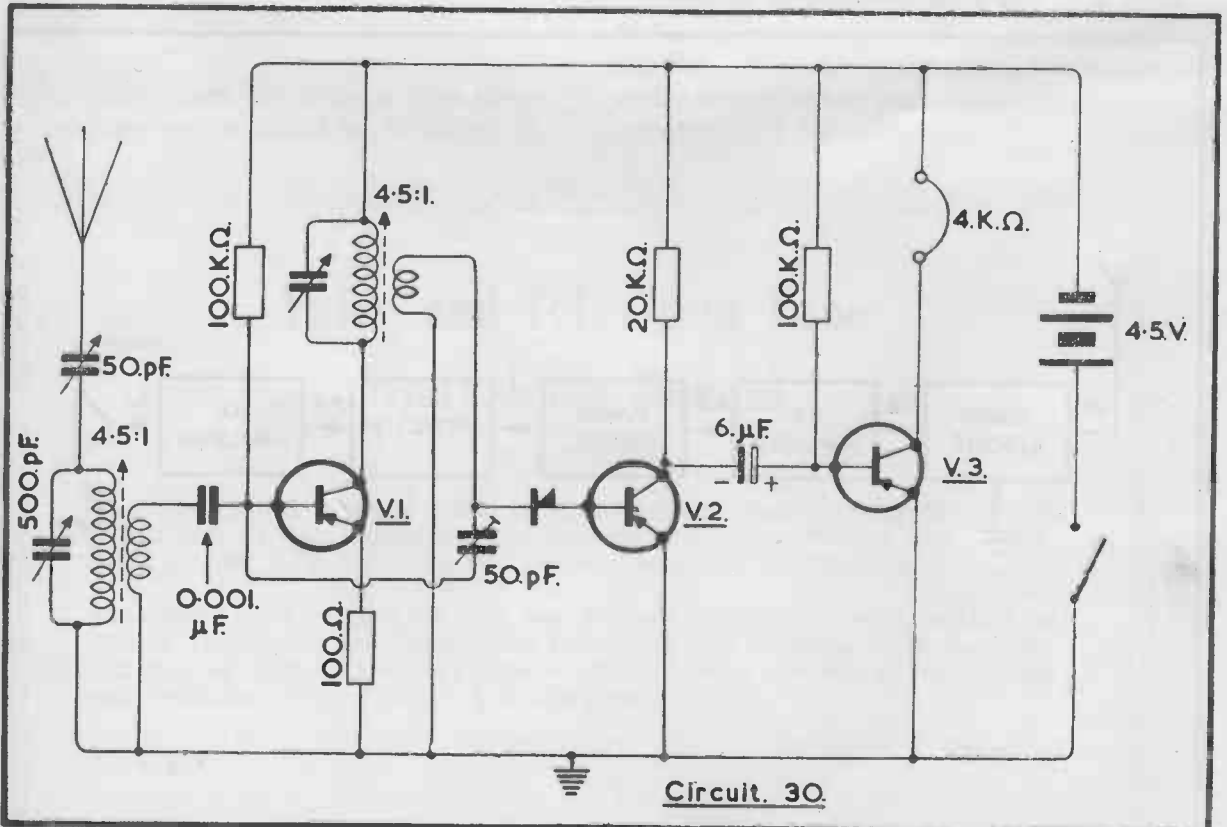 4·5:1.
100.K.Ω.
20.K.Ω.
100.K.Ω.
4.K.Ω.
4·5.V.
50.pF.
500.pF.
4·5:1
0·001.
μF.
V.1.
100.Ω.
50.pF.
V.2.
6.μF.
- +
V.3.
Circuit. 30.